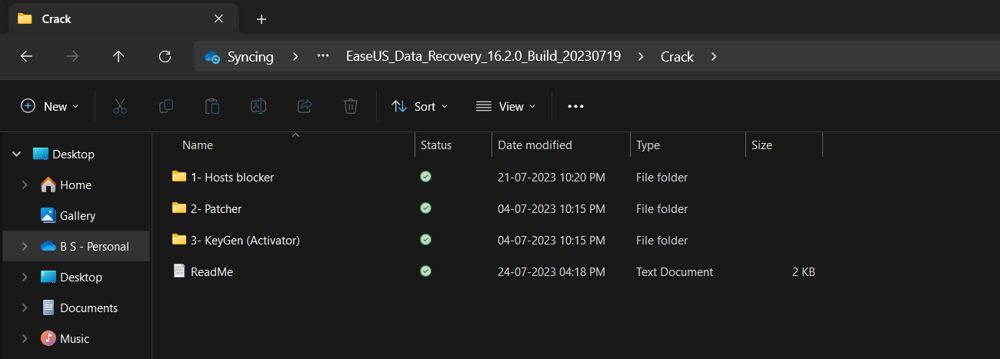 Crack
Syncing EaseUS_Data_Recovery_16.2.0_Build_20230719 Crack
New Sort View
Name Status Date modified Type Size
Desktop
1- Hosts blocker 21-07-2023 10:20 PM File folder
Home
2- Patcher 04-07-2023 10:15 PM File folder
Gallery
3- KeyGen (Activator) 04-07-2023 10:15 PM File folder
B S - Personal
ReadMe 24-07-2023 04:18 PM Text Document 2 KB
Desktop
Documents
Music